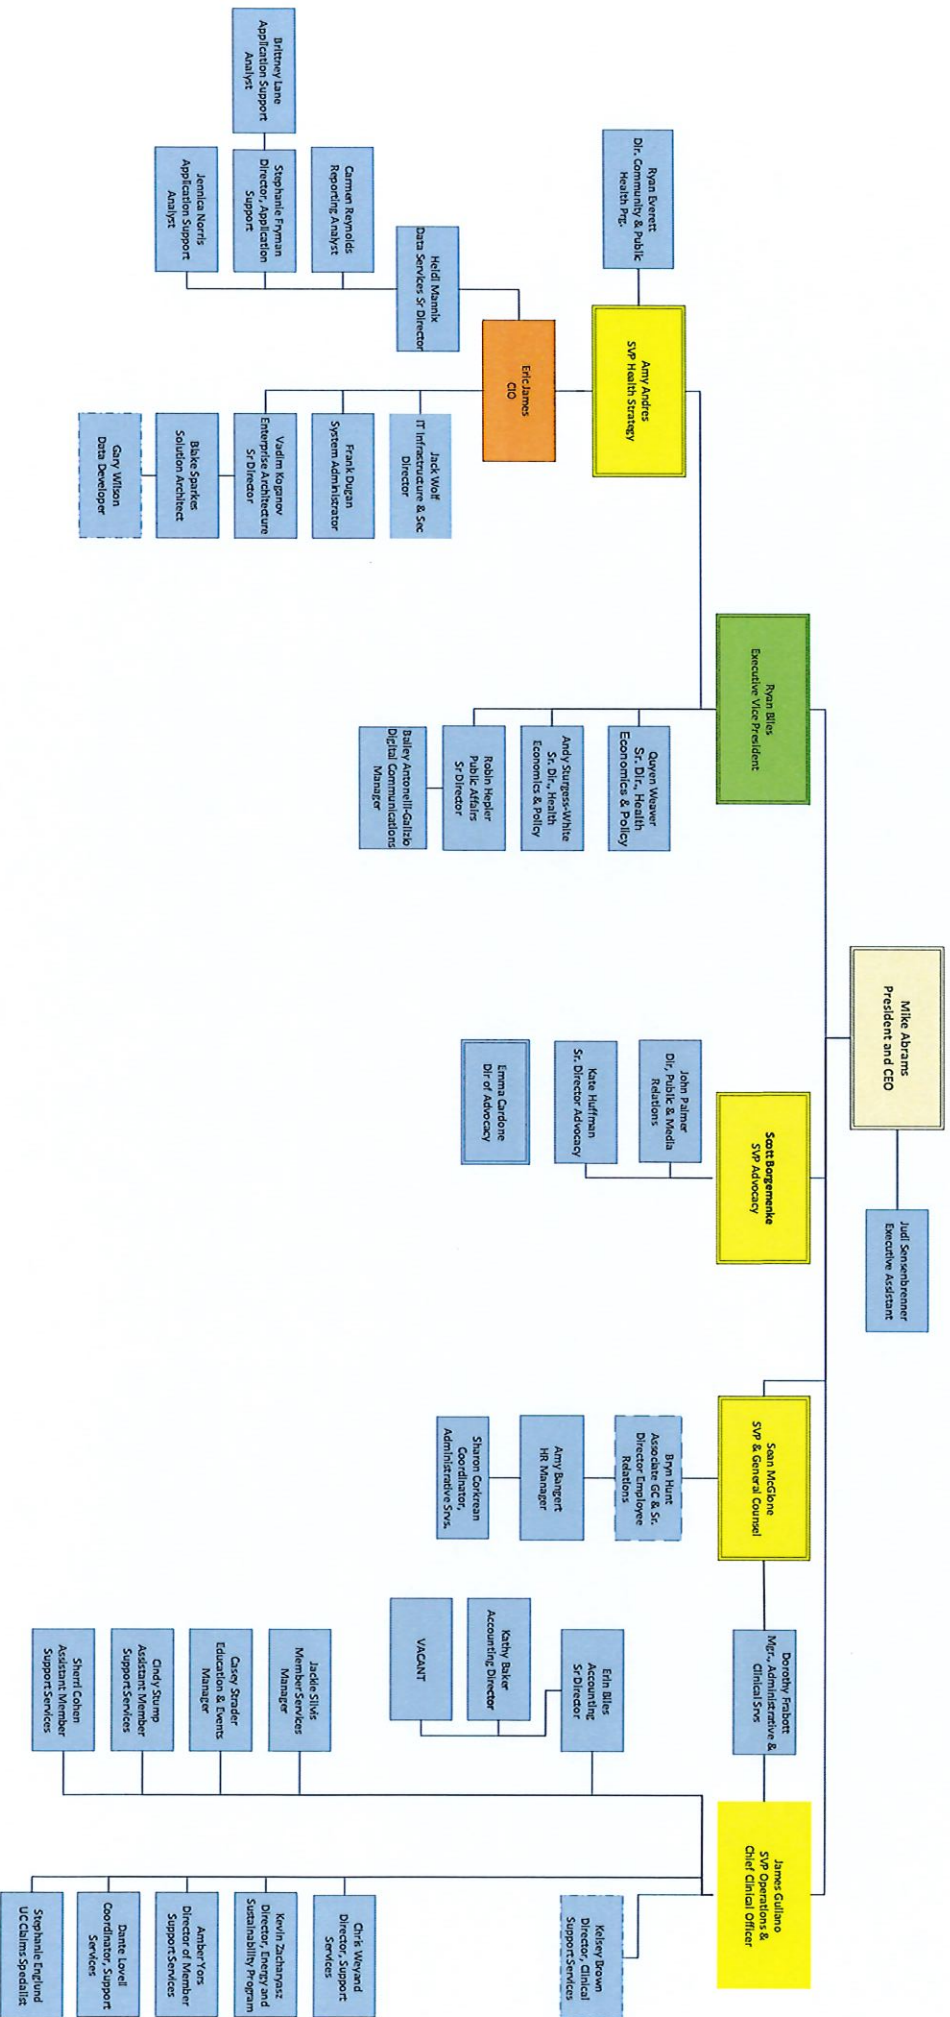 Mike Abrams
President and CEO
Judi Sensenbrenner
Executive Assistant
Ryan Biles
Executive Vice President
Scott Borgemenke
SVP Advocacy
Sean McGlone
SVP & General Counsel
Dorothy Frabott
Mgr., Administrative &
Clinical Srvs
James Guliano
SVP Operations &
Chief Clinical Officer
Ryan Everett
Dir. Community & Public
Health Prg.
Amy Andres
SVP Health Strategy
Quyen Weaver
Sr. Dir., Health
Economics & Policy
Andy Sturgess-White
Sr. Dir., Health
Economics & Policy
Robin Hepler
Public Affairs
Sr Director
Bailey Antonelli-Galizio
Digital Communications
Manager
John Palmer
Dir, Public & Media
Relations
Kate Huffman
Sr. Director Advocacy
Emma Cardone
Dir of Advocacy
Bryn Hunt
Associate GC & Sr.
Director Employee
Relations
Amy Bangert
HR Manager
Sharon Corkrean
Coordinator,
Administrative Srvs.
Erin Biles
Accounting
Sr Director
Kathy Baker
Accounting Director
VACANT
Kelsey Brown
Director, Clinical
Support Services
Eric James
CIO
Heidi Mannix
Data Services Sr Director
Jack Wolf
IT Infrastructure & Sec
Director
Carmen Reynolds
Reporting Analyst
Frank Dugan
System Administrator
Brittney Lane
Application Support
Analyst
Stephanie Fryman
Director, Application
Support
Vadim Koganov
Enterprise Architecture
Sr Director
Jennica Norris
Application Support
Analyst
Blake Sparkes
Solution Architect
Gary Wilson
Data Developer
Jackie Silvis
Member Services
Manager
Casey Strader
Education & Events
Manager
Cindy Stump
Assistant Member
Support Services
Sherri Cohen
Assistant Member
Support Services
Chris Weyand
Director, Support
Services
Kevin Zacharyasz
Director, Energy and
Sustainability Program
Amber Yors
Director of Member
Support Services
Dante Lovell
Coordinator, Support
Services
Stephanie Englund
UC Claims Specialist